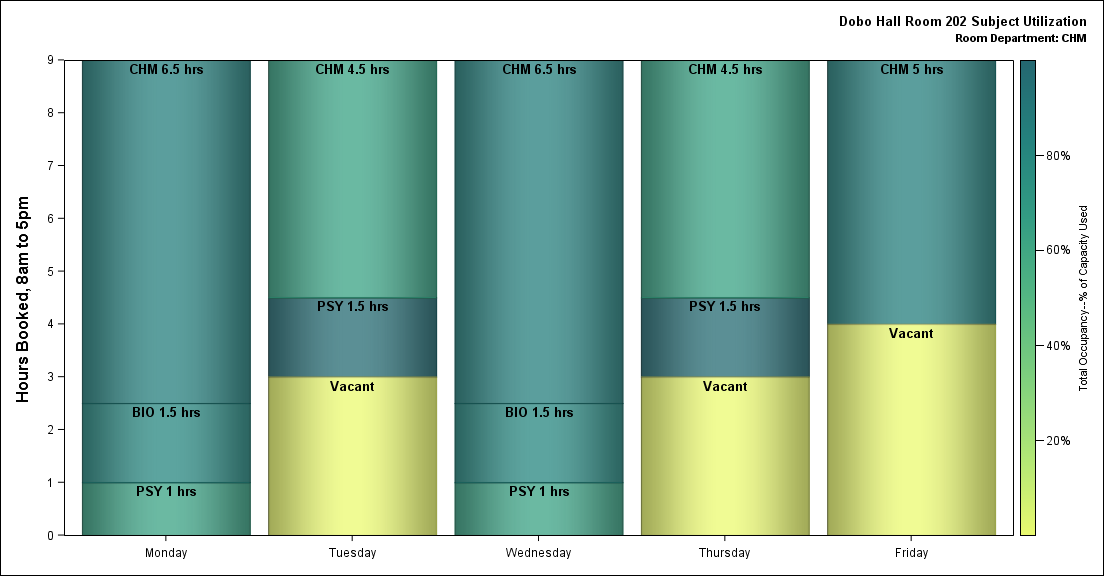 Dobo Hall Room 202 Subject Utilization
Room Department: CHM
Hours Booked, 8am to 5pm
9
8
7
6
5
4
3
2
1
0
CHM 6.5 hrs
BIO 1.5 hrs
PSY 1 hrs
CHM 4.5 hrs
PSY 1.5 hrs
Vacant
CHM 6.5 hrs
BIO 1.5 hrs
PSY 1 hrs
CHM 4.5 hrs
PSY 1.5 hrs
Vacant
CHM 5 hrs
Vacant
Monday
Tuesday
Wednesday
Thursday
Friday
80%
60%
40%
20%
Total Occupancy--% of Capacity Used